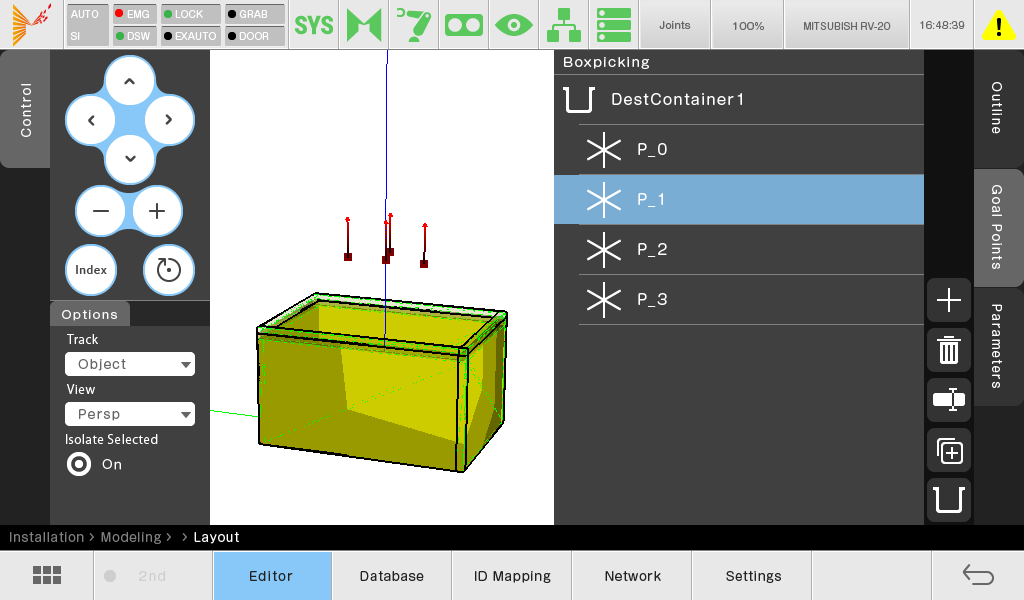 AUTO
EMG
LOCK
GRAB
SI
DSW
EXAUTO
DOOR
SYS
Joints
100%
MITSUBISH RV-20
16:48:39
Control
Index
Options
Track
Object
View
Persp
Isolate Selected
On
Boxpicking
DestContainer1
P_0
P_1
P_2
P_3
Outline
Goal Points
Parameters
Installation > Modeling > > Layout
2nd
Editor
Database
ID Mapping
Network
Settings